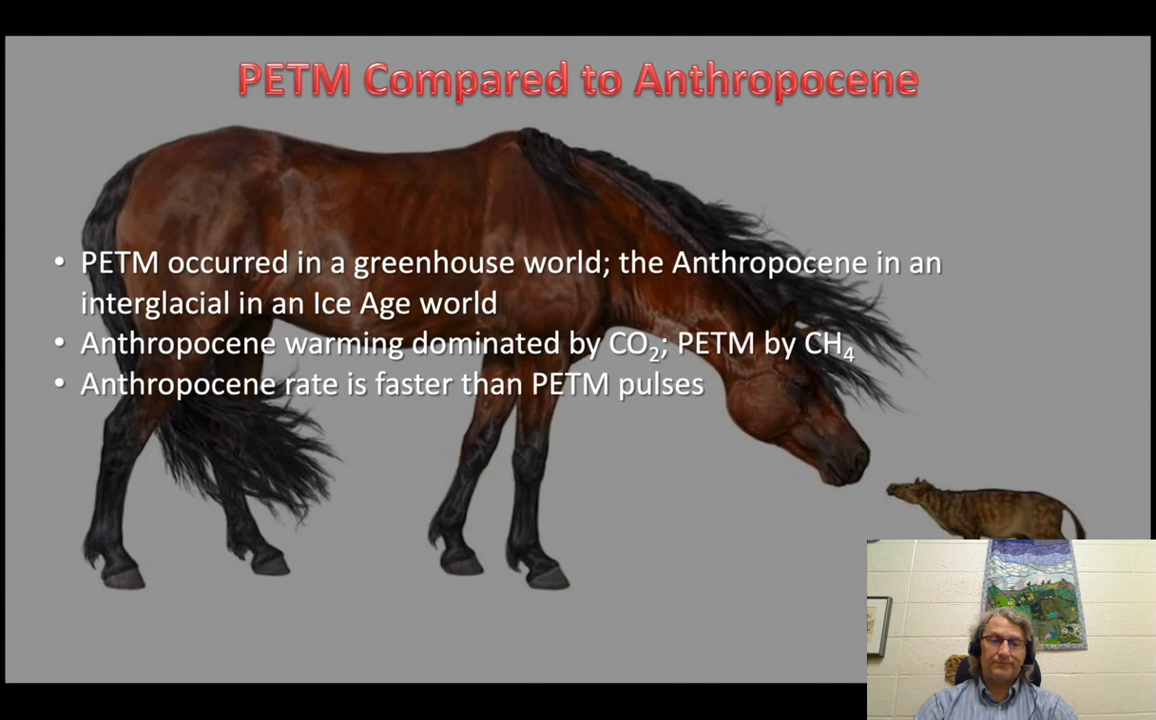 PETM Compared to Anthropocene
• PETM occurred in a greenhouse world; the Anthropocene in an
interglacial in an Ice Age world
• Anthropocene warming dominated by CO₂; PETM by CH₄
• Anthropocene rate is faster than PETM pulses